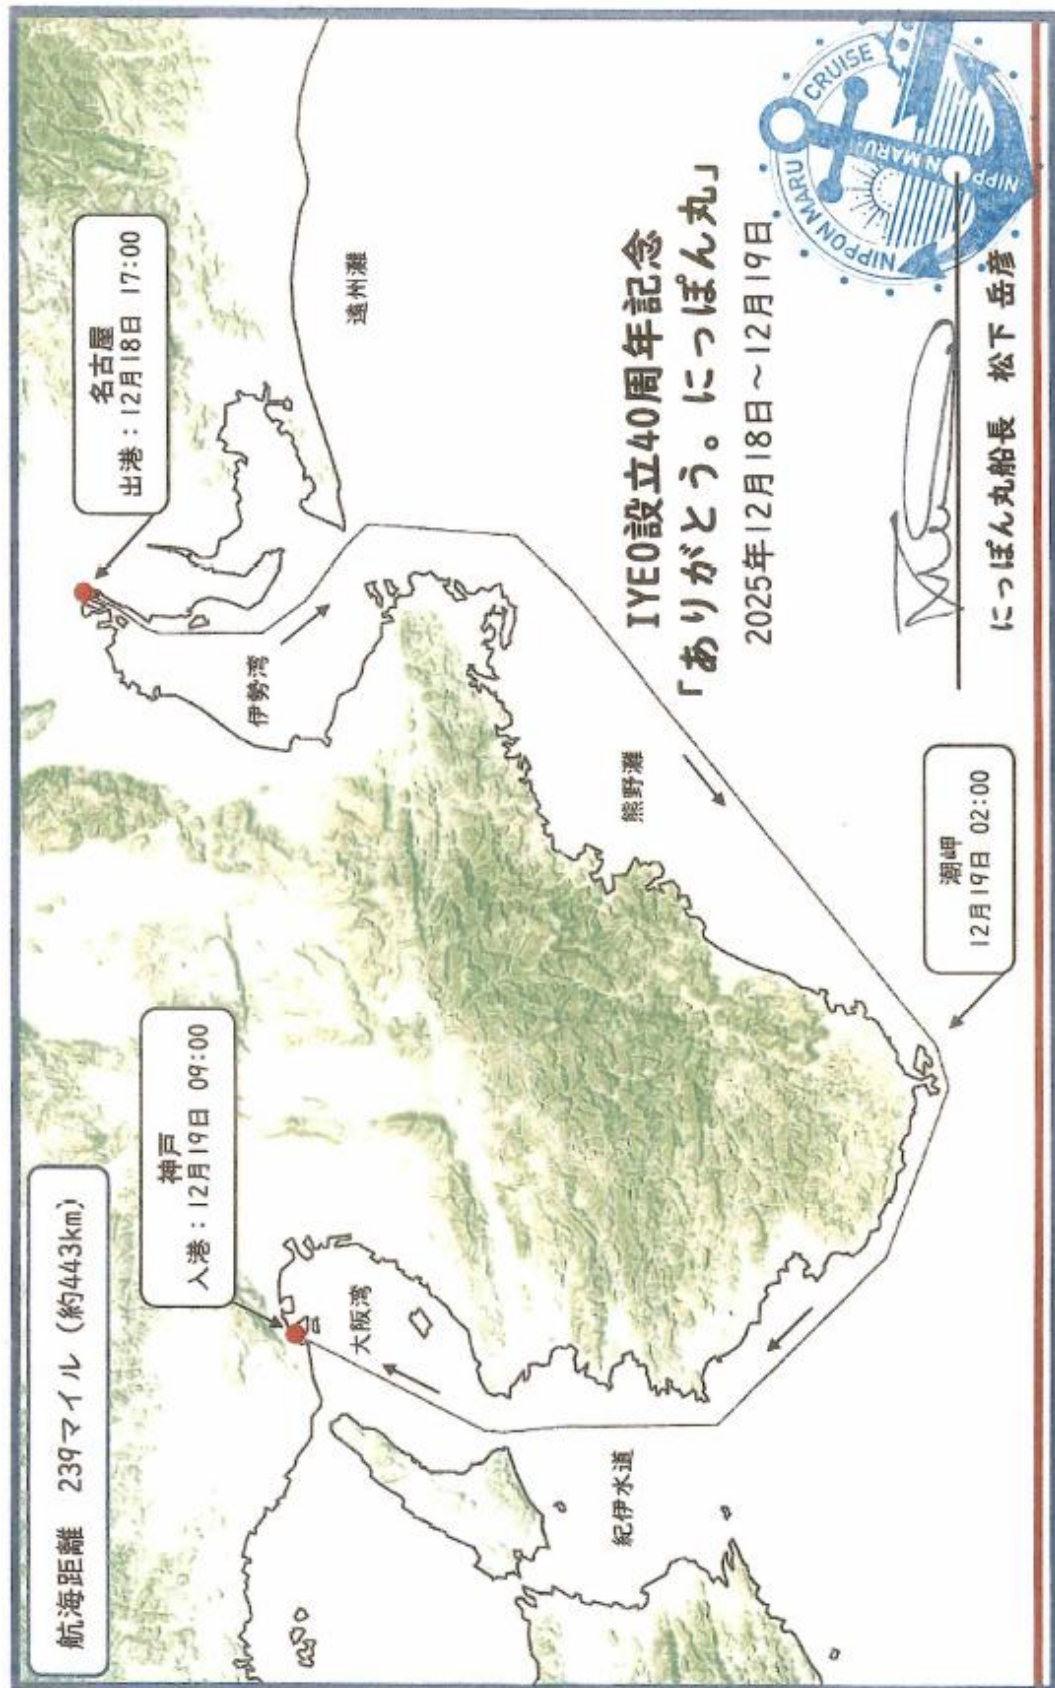 航海距離 239マイル (約443km)
神戸
入港：12月19日 09:00
名古屋
出港：12月18日 17:00
伊勢湾
遠州灘
大阪湾
熊野灘
紀伊水道
潮岬
12月19日 02:00
IYEO設立40周年記念
「ありがとう。にっぽん丸」
2025年12月18日～12月19日
にっぽん丸船長 松下 岳彦
NIPPON MARU CRUISE
NIPPON MARU